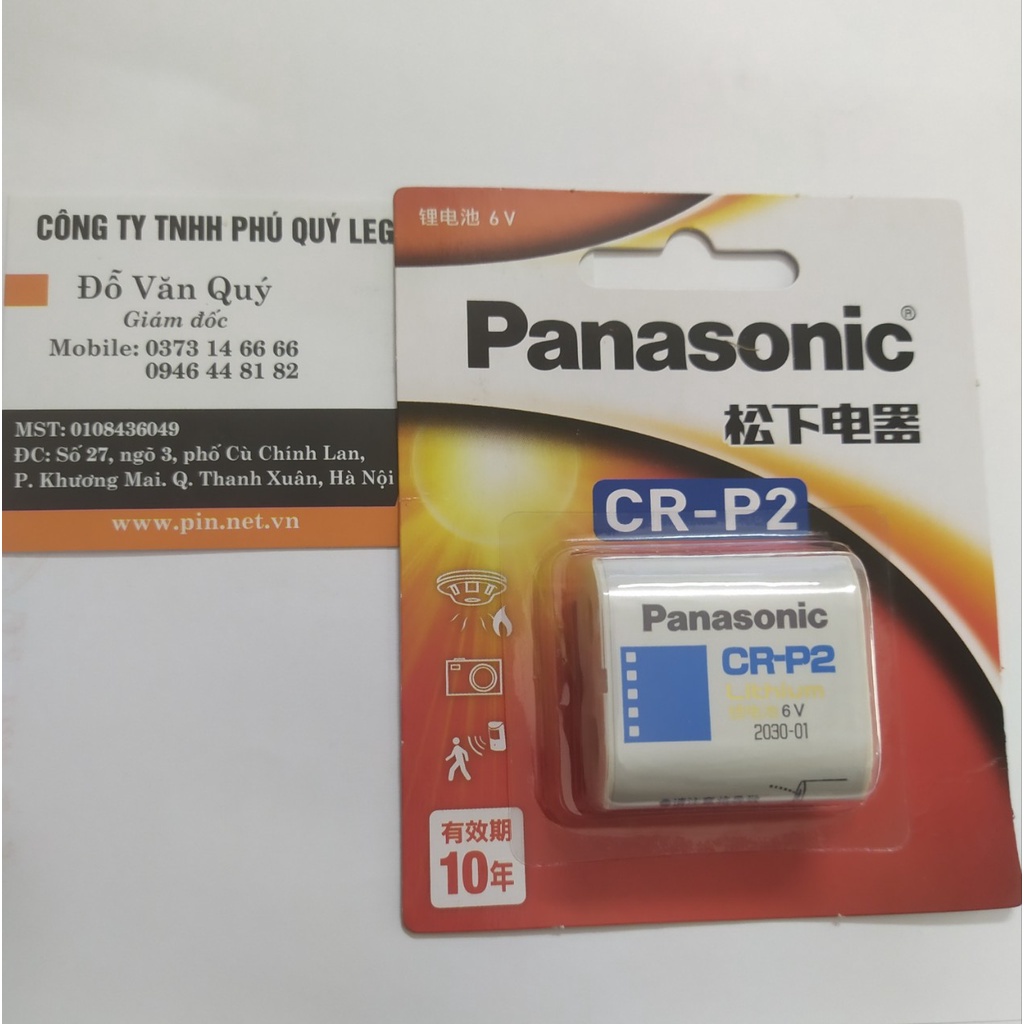 CÔNG TY TNHH PHÚ QUÝ LEG
Đỗ Văn Quý
Giám đốc
Mobile: 0373 14 66 66
0946 44 81 82
MST: 0108436049
ĐC: Số 27, ngõ 3, phố Cù Chính Lan,
P. Khương Mai. Q. Thanh Xuân, Hà Nội
www.pin.net.vn
锂电池 6V
Panasonic
松下电器
CR-P2
Panasonic
CR-P2
Lithium
6V
2030-01
有效期
10年